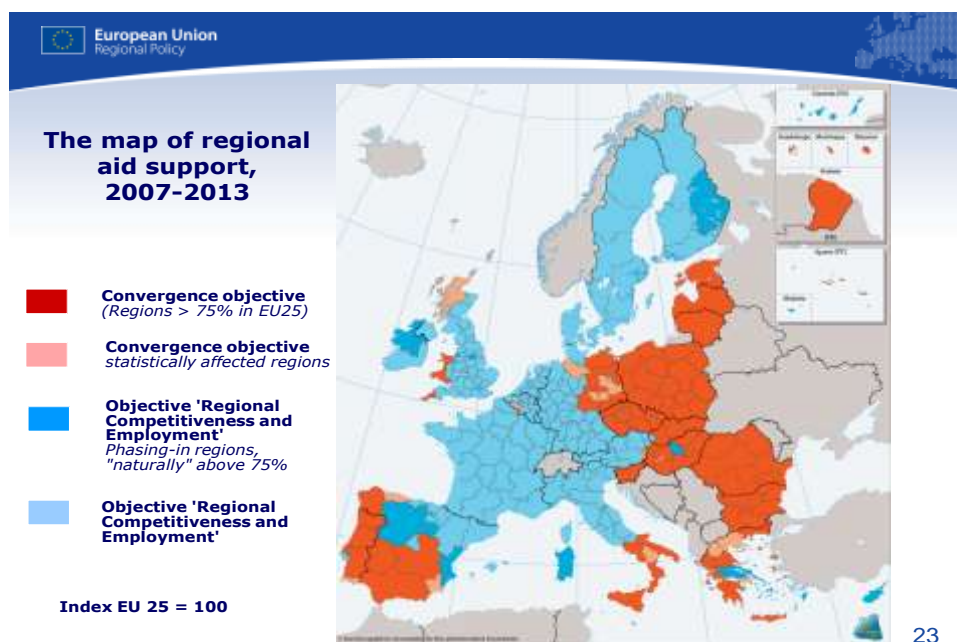 European Union
Regional Policy
The map of regional
aid support,
2007-2013
Convergence objective
(Regions > 75% in EU25)
Convergence objective
statistically affected regions
Objective 'Regional
Competitiveness and
Employment'
Phasing-in regions,
"naturally" above 75%
Objective 'Regional
Competitiveness and
Employment'
Index EU 25 = 100
23